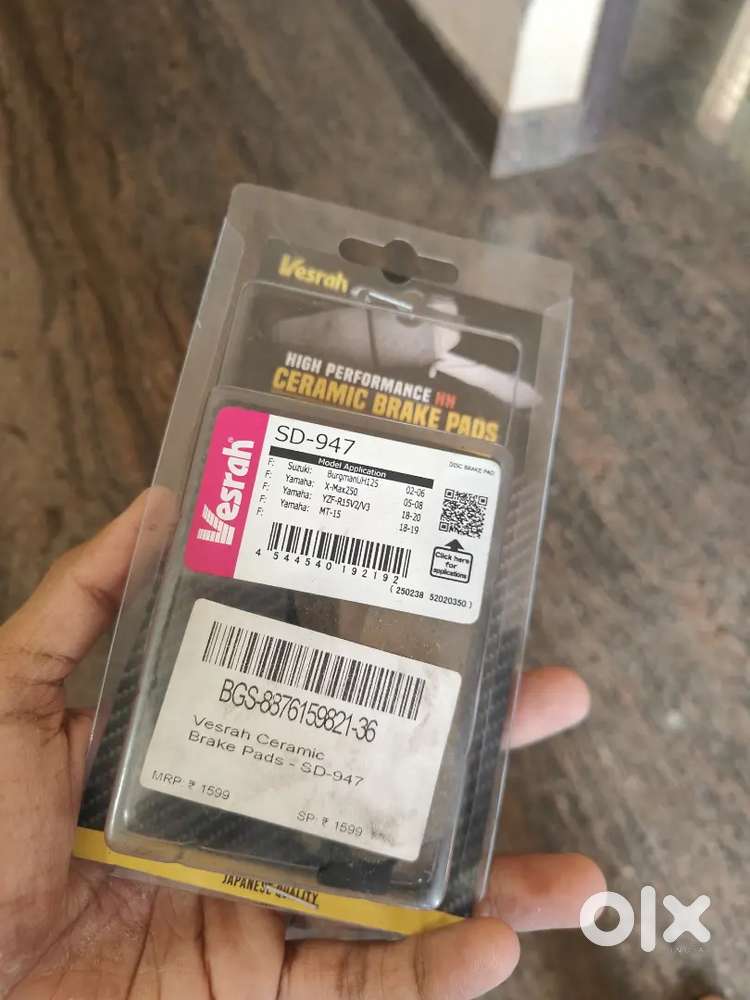 Vesrah
HIGH PERFORMANCE HH
CERAMIC BRAKE PADS
Vesrah®
SD-947
DISC BRAKE PAD
Model Application
F: Suzuki: BurgmanUH125 02-06
F: Yamaha: X-Max250 05-08
F: Yamaha: YZF-R15V2/V3 18-20
F: Yamaha: MT-15 18-19
Click here
for
applications
4 544540 192192
( 250238 52020350 )
BGS-8876159821-36
Vesrah Ceramic
Brake Pads - SD-947
MRP: ₹ 1599
SP: ₹ 1599
JAPANESE QUALITY
olx
INDIA